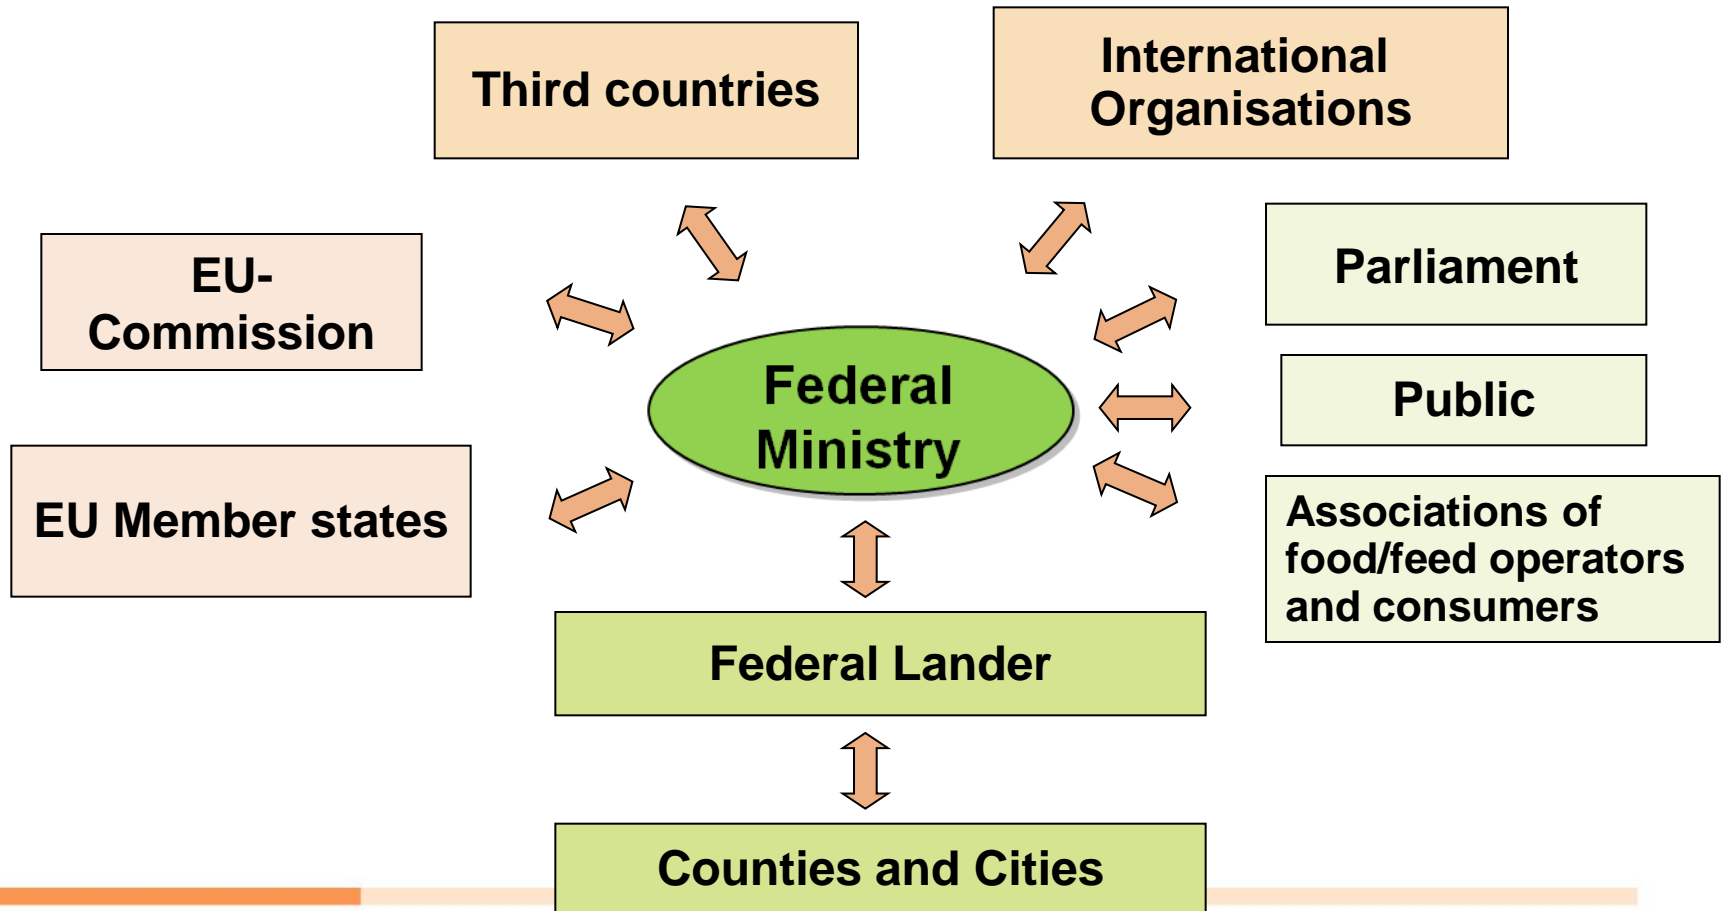 Third countries
International
Organisations
EU-
Commission
Parliament
Federal
Ministry
Public
EU Member states
Associations of
food/feed operators
and consumers
Federal Lander
Counties and Cities